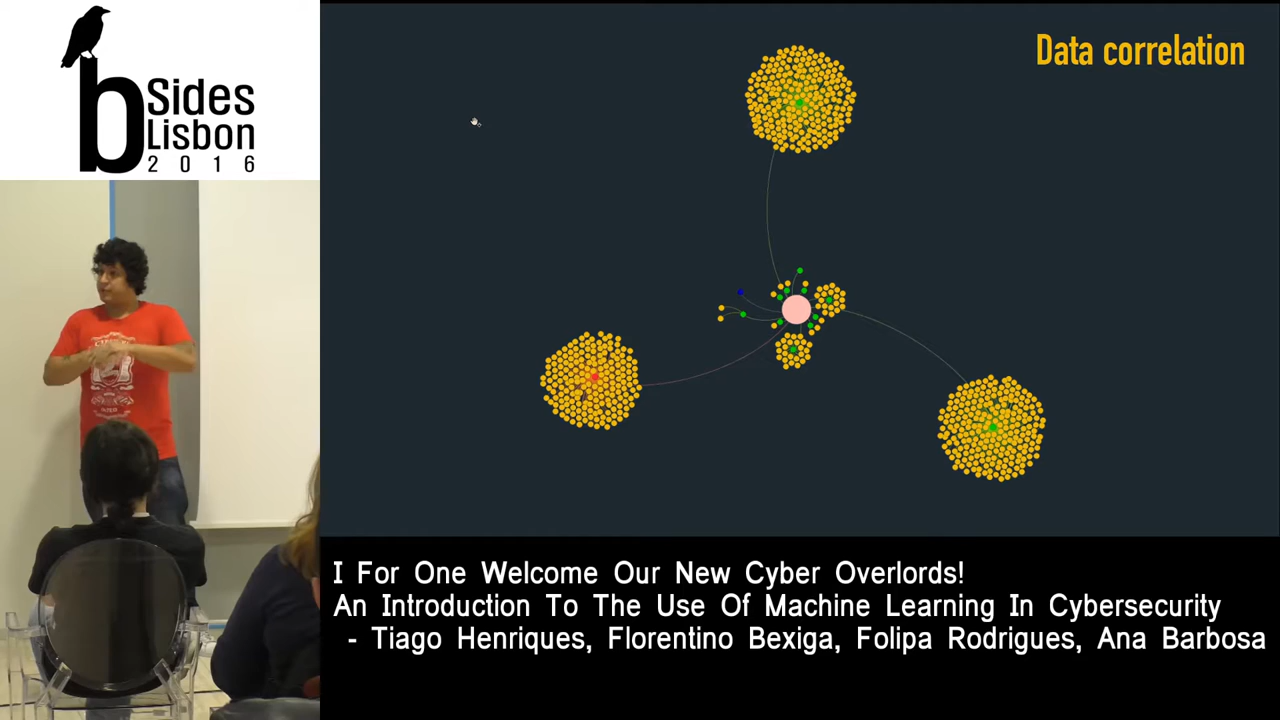 b
Sides
Lisbon
2016
Data correlation
I For One Welcome Our New Cyber Overlords!
An Introduction To The Use Of Machine Learning In Cybersecurity
- Tiago Henriques, Florentino Bexiga, Folipa Rodrigues, Ana Barbosa